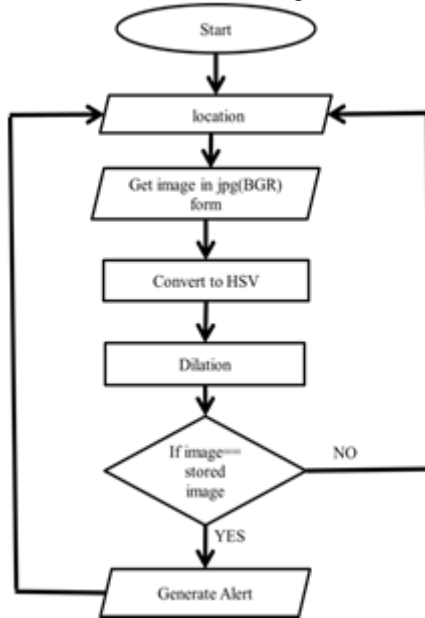 Start
location
Get image in jpg(BGR)
form
Convert to HSV
Dilation
If image==
stored
image
NO
YES
Generate Alert